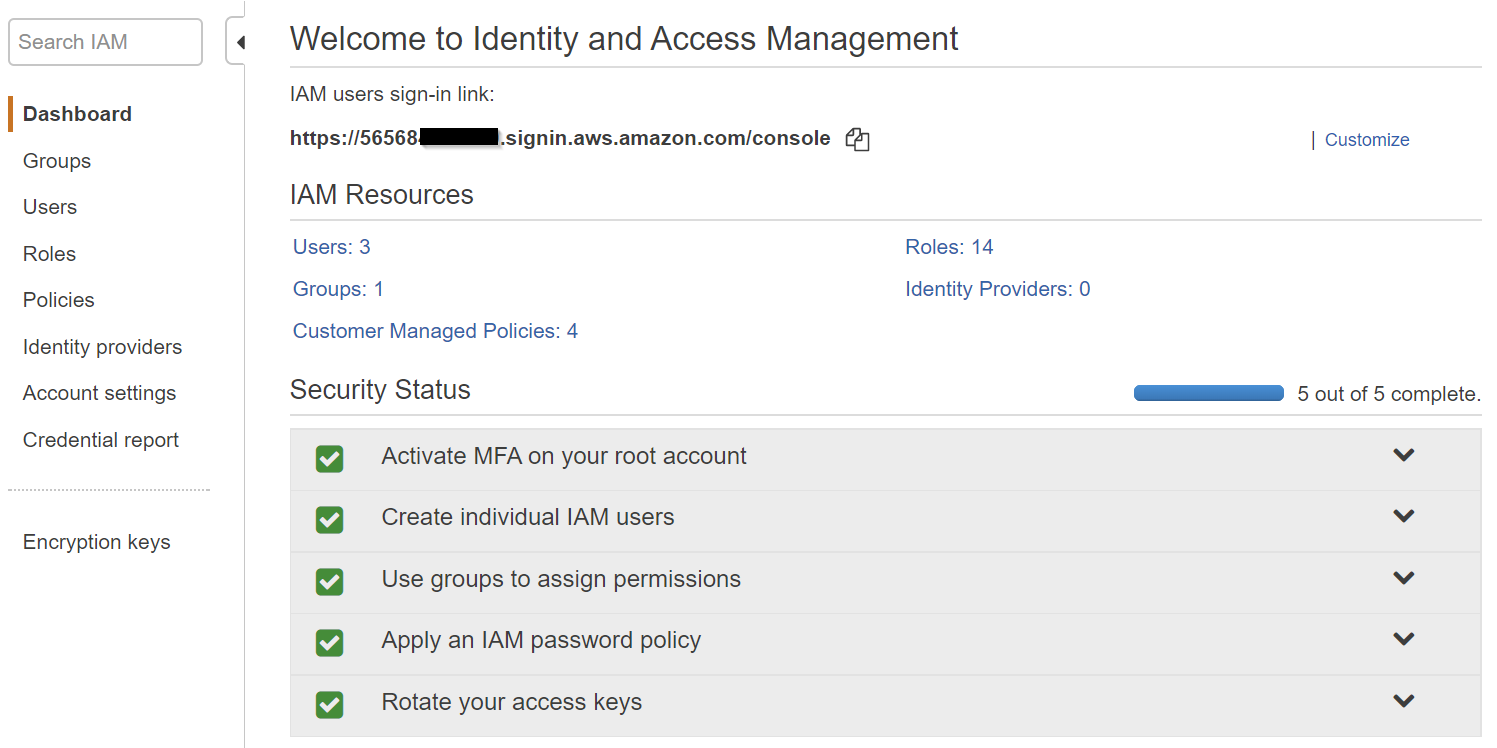 Search IAM
Dashboard
Groups
Users
Roles
Policies
Identity providers
Account settings
Credential report
Encryption keys
Welcome to Identity and Access Management
IAM users sign-in link:
https://56568 .signin.aws.amazon.com/console
| Customize
IAM Resources
Users: 3
Roles: 14
Groups: 1
Identity Providers: 0
Customer Managed Policies: 4
Security Status
5 out of 5 complete.
Activate MFA on your root account
Create individual IAM users
Use groups to assign permissions
Apply an IAM password policy
Rotate your access keys